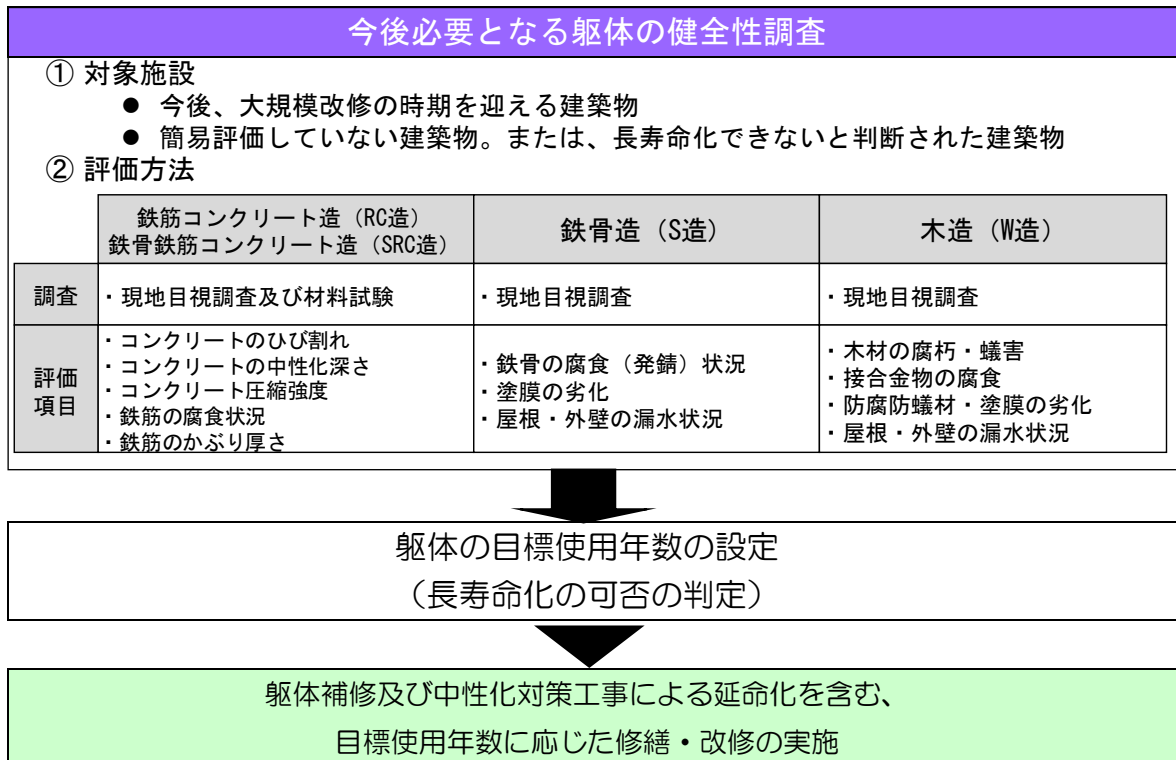 今後必要となる躯体の健全性調査
① 対象施設
● 今後、大規模改修の時期を迎える建築物
● 簡易評価していない建築物。または、長寿命化できないと判断された建築物
② 評価方法
鉄筋コンクリート造（RC造）
鉄骨鉄筋コンクリート造（SRC造）
鉄骨造（S造）
木造（W造）
調査
・現地目視調査及び材料試験
・現地目視調査
・現地目視調査
評価
項目
・コンクリートのひび割れ
・コンクリートの中性化深さ
・コンクリート圧縮強度
・鉄筋の腐食状況
・鉄筋のかぶり厚さ
・鉄骨の腐食（発錆）状況
・塗膜の劣化
・屋根・外壁の漏水状況
・木材の腐朽・蟻害
・接合金物の腐食
・防腐防蟻材・塗膜の劣化
・屋根・外壁の漏水状況
躯体の目標使用年数の設定
（長寿命化の可否の判定）
躯体補修及び中性化対策工事による延命化を含む、
目標使用年数に応じた修繕・改修の実施